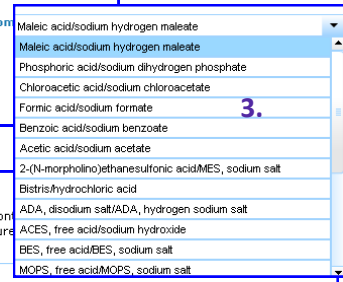 om
Maleic acid/sodium hydrogen maleate
Maleic acid/sodium hydrogen maleate
Phosphoric acid/sodium dihydrogen phosphate
Chloroacetic acid/sodium chloroacetate
Formic acid/sodium formate
3.
Benzoic acid/sodium benzoate
Acetic acid/sodium acetate
2-(N-morpholino)ethanesulfonic acid/MES, sodium salt
Bistris/hydrochloric acid
ADA, disodium salt/ADA, hydrogen sodium salt
ont
ACES, free acid/sodium hydroxide
ure
BES, free acid/BES, sodium salt
MOPS, free acid/MOPS, sodium salt